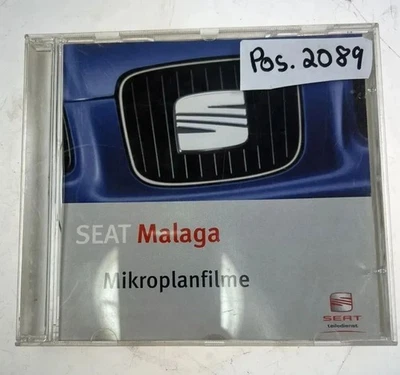 Pos. 2089
SEAT Malaga
Mikroplanfilme
SEAT